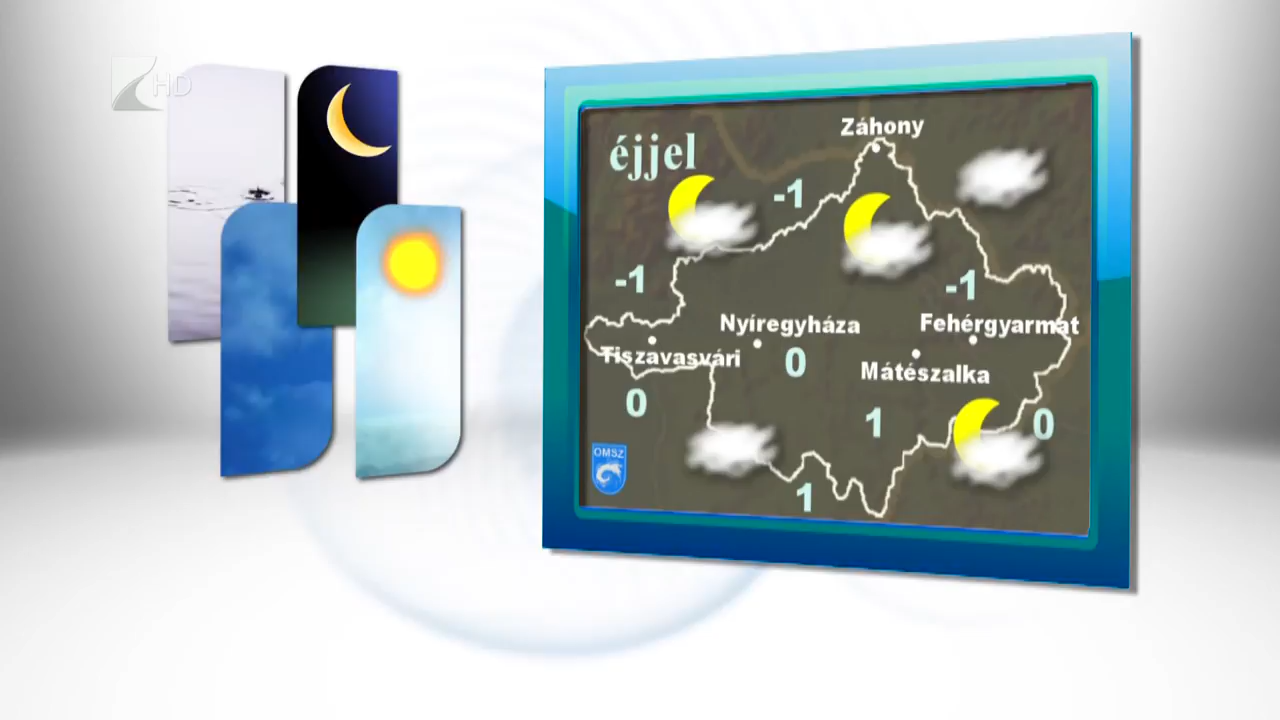 HD
éjjel
Záhony
-1
-1
-1
Nyíregyháza
Fehérgyarmat
Tiszavasvári
0
Mátészalka
0
1
0
OMSZ
1